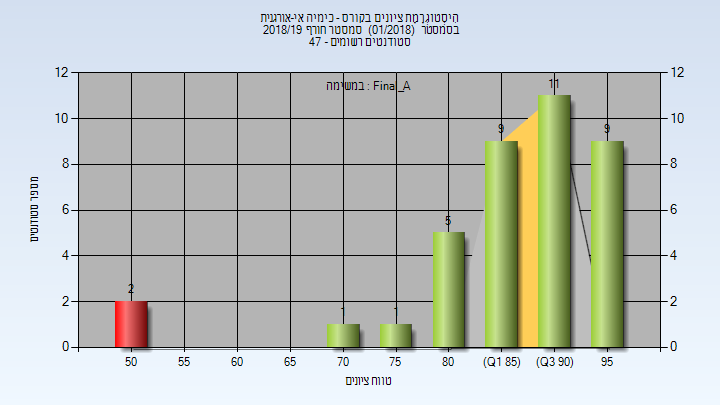 היסטוגרמת ציונים בקורס - כימיה אי-אורגנית
בסמסטר (01/2018) סמסטר חורף 2018/19
סטודנטים רשומים - 47
במשימה : Final_A
12 12
10 10
8 8
6 6
4 4
2 2
0 0
2 1 1 5 9 11 9
מספר סטודנטים
50 55 60 65 70 75 80 (Q1 85) (Q3 90) 95
טווח ציונים